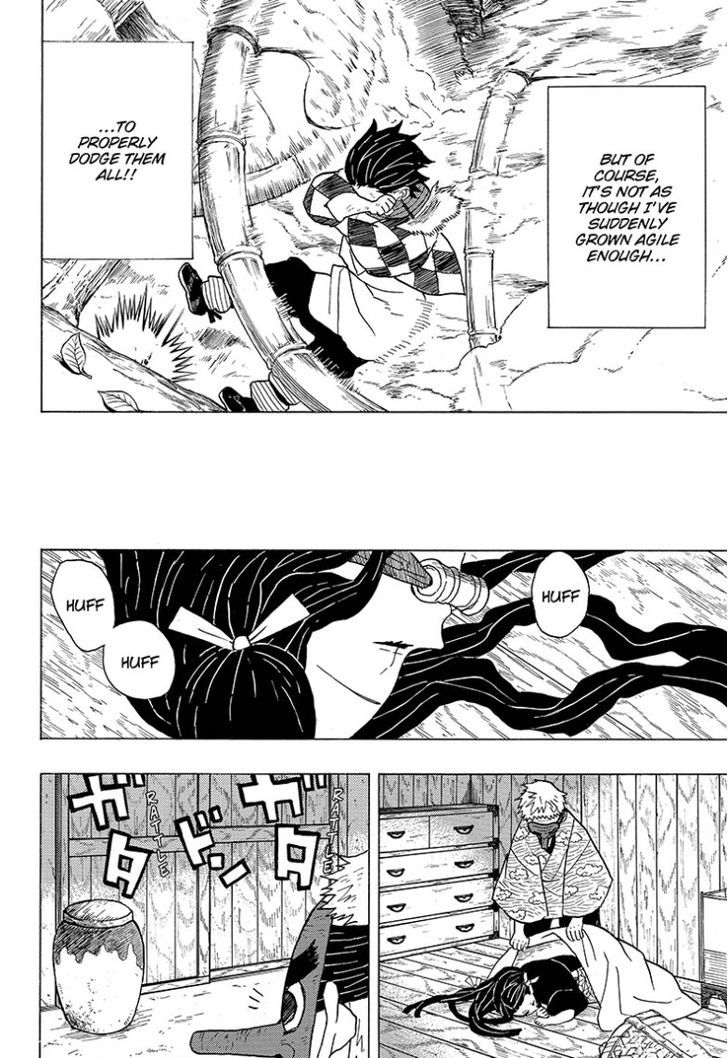 BUT OF
COURSE,
IT'S NOT AS
THOUGH I'VE
SUDDENLY
GROWN AGILE
ENOUGH...
...TO
PROPERLY
DODGE THEM
ALL!!
HUFF
HUFF
HUFF
ガタ
RATTLE
ドン
ガタ
RATTLE